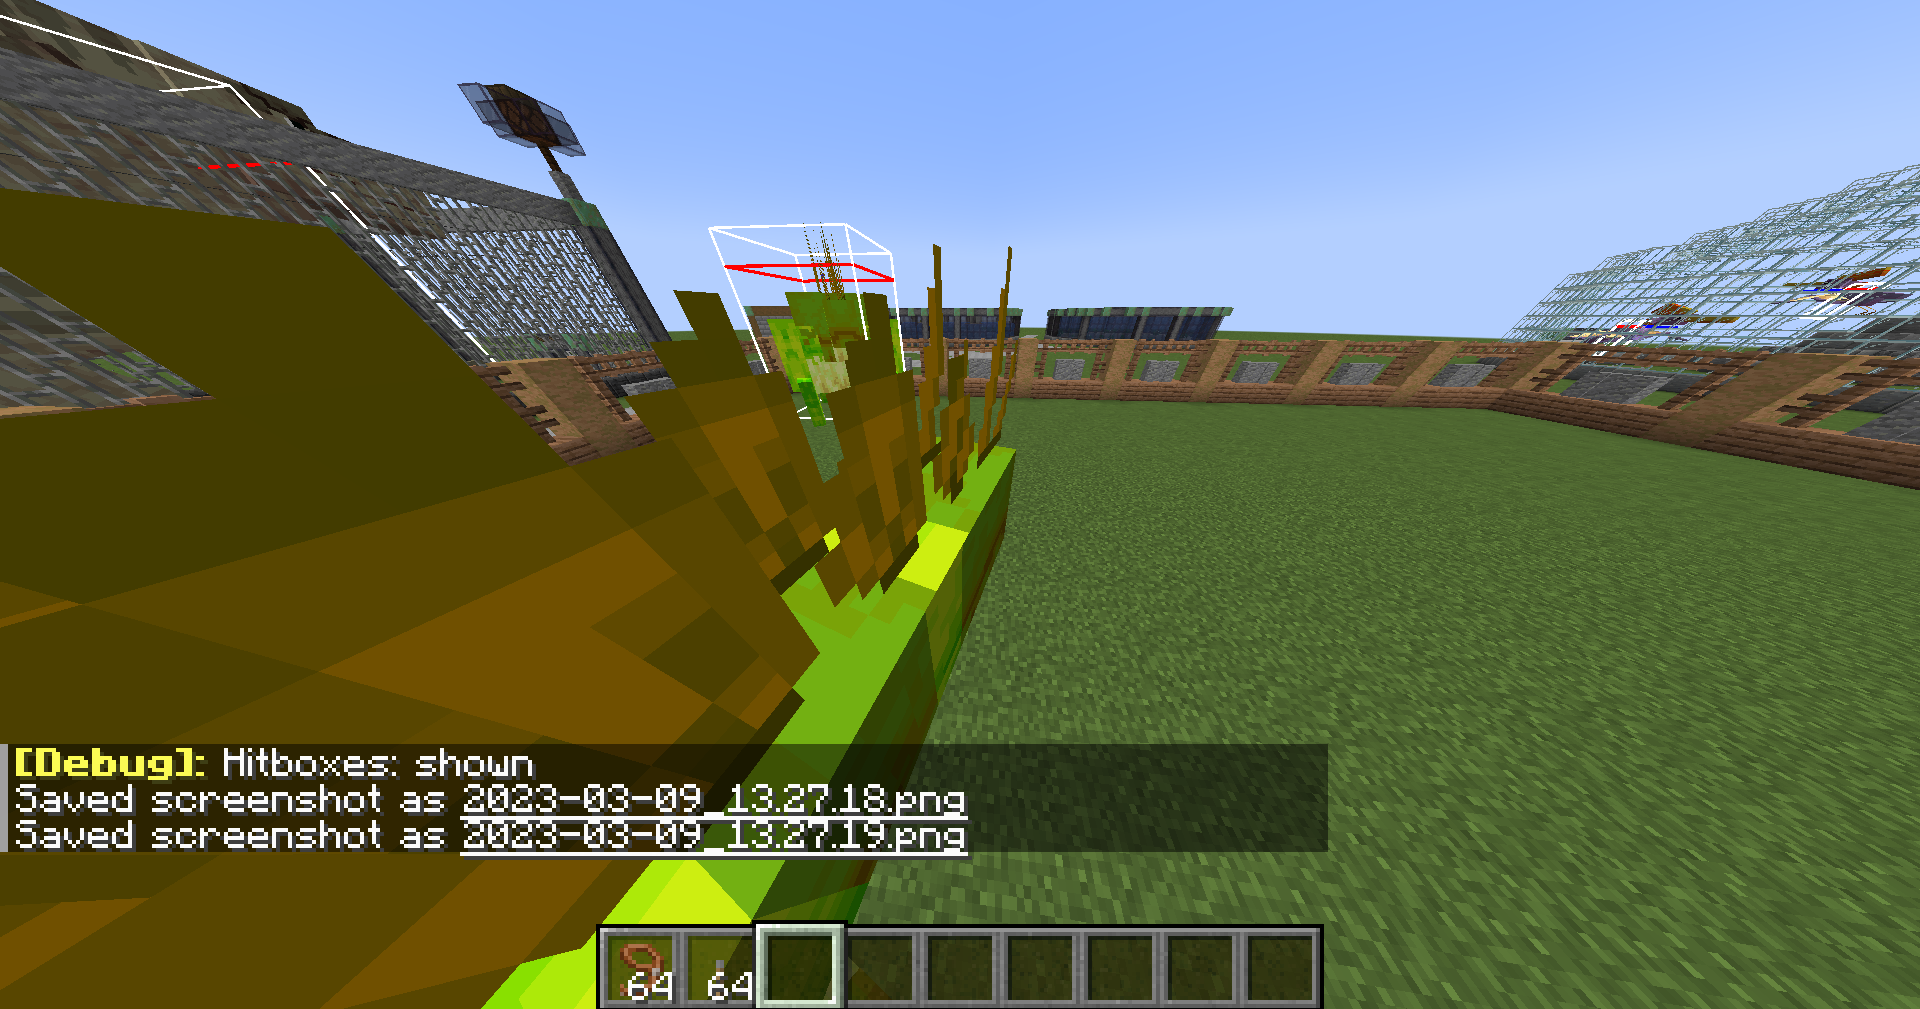 [Debug]: Hitboxes: shown
Saved screenshot as 2023-03-09_13.27.18.png
Saved screenshot as 2023-03-09_13.27.19.png
64 64